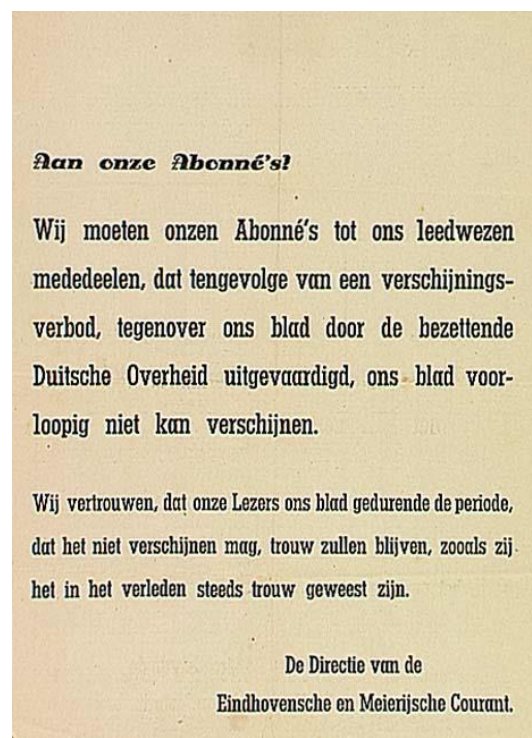 Aan onze Abonné's!
Wij moeten onzen Abonné's tot ons leedwezen
mededeelen, dat tengevolge van een verschijnings-
verbod, tegenover ons blad door de bezettende
Duitsche Overheid uitgevaardigd, ons blad voor-
loopig niet kan verschijnen.
Wij vertrouwen, dat onze Lezers ons blad gedurende de periode,
dat het niet verschijnen mag, trouw zullen blijven, zooals zij
het in het verleden steeds trouw geweest zijn.
De Directie van de
Eindhovensche en Meierijsche Courant.